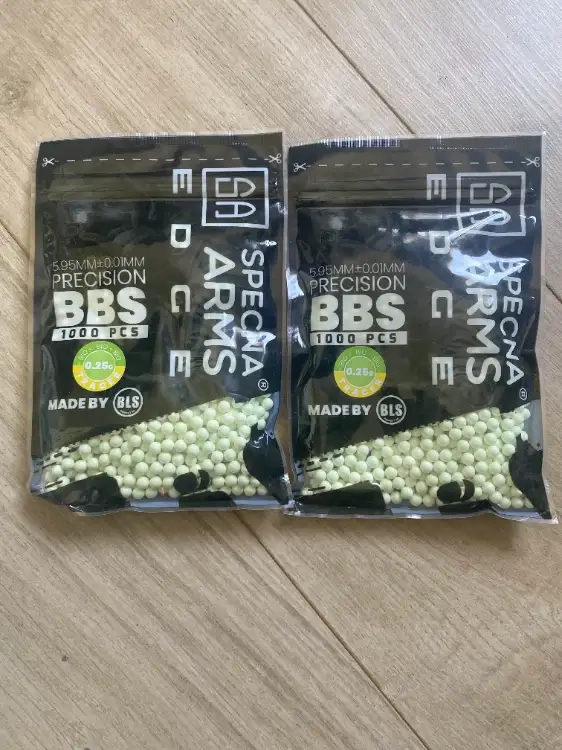 SA
SPECNA
ARMS
EDGE
5.95MM±0.01MM
PRECISION
BBS
1000 PCS
0.25g
TRACER
MADE BY BLS
SA
SPECNA
ARMS
EDGE
5.95MM±0.01MM
PRECISION
BBS
1000 PCS
0.25g
TRACER
MADE BY BLS